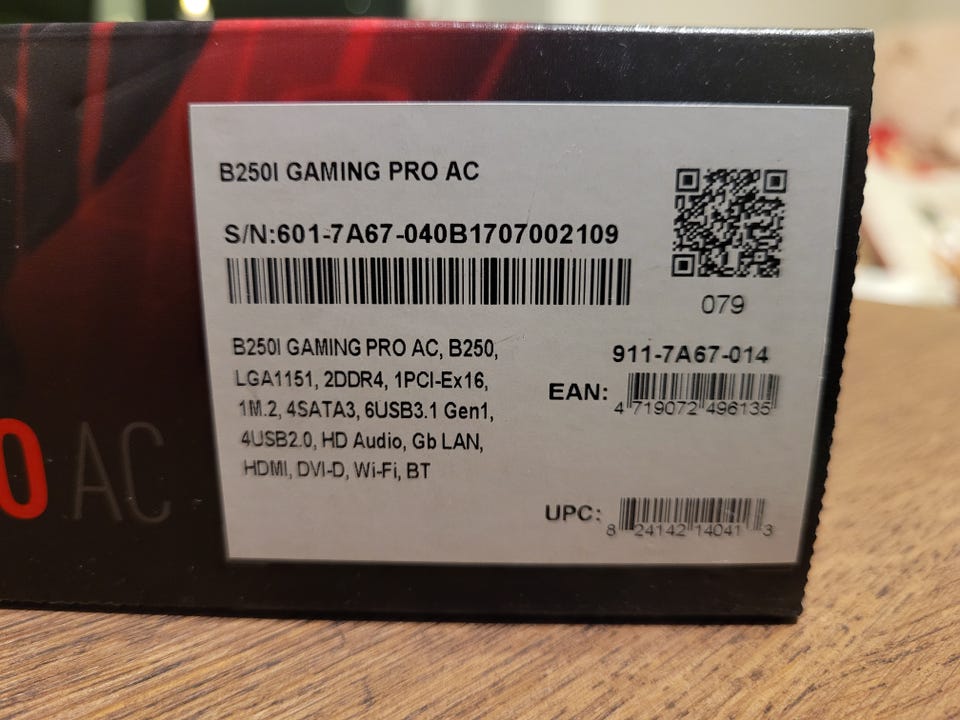 B250I GAMING PRO AC
S/N:601-7A67-040B1707002109
079
B250I GAMING PRO AC, B250,
LGA1151, 2DDR4, 1PCI-Ex16,
1M.2, 4SATA3, 6USB3.1 Gen1,
4USB2.0, HD Audio, Gb LAN,
HDMI, DVI-D, Wi-Fi, BT
911-7A67-014
EAN:
4 719072 496135
UPC:
8 24142 14041 3
O AC